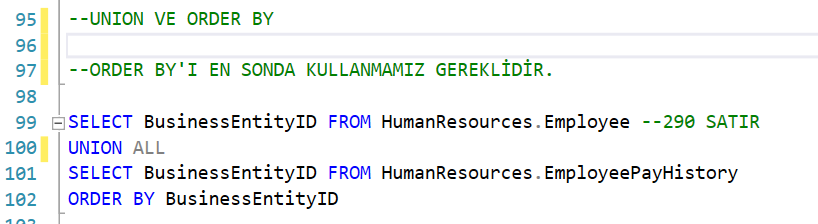 95 --UNION VE ORDER BY
96
97 --ORDER BY'I EN SONDA KULLANMAMIZ GEREKLİDİR.
98
99 SELECT BusinessEntityID FROM HumanResources.Employee --290 SATIR
100 UNION ALL
101 SELECT BusinessEntityID FROM HumanResources.EmployeePayHistory
102 ORDER BY BusinessEntityID